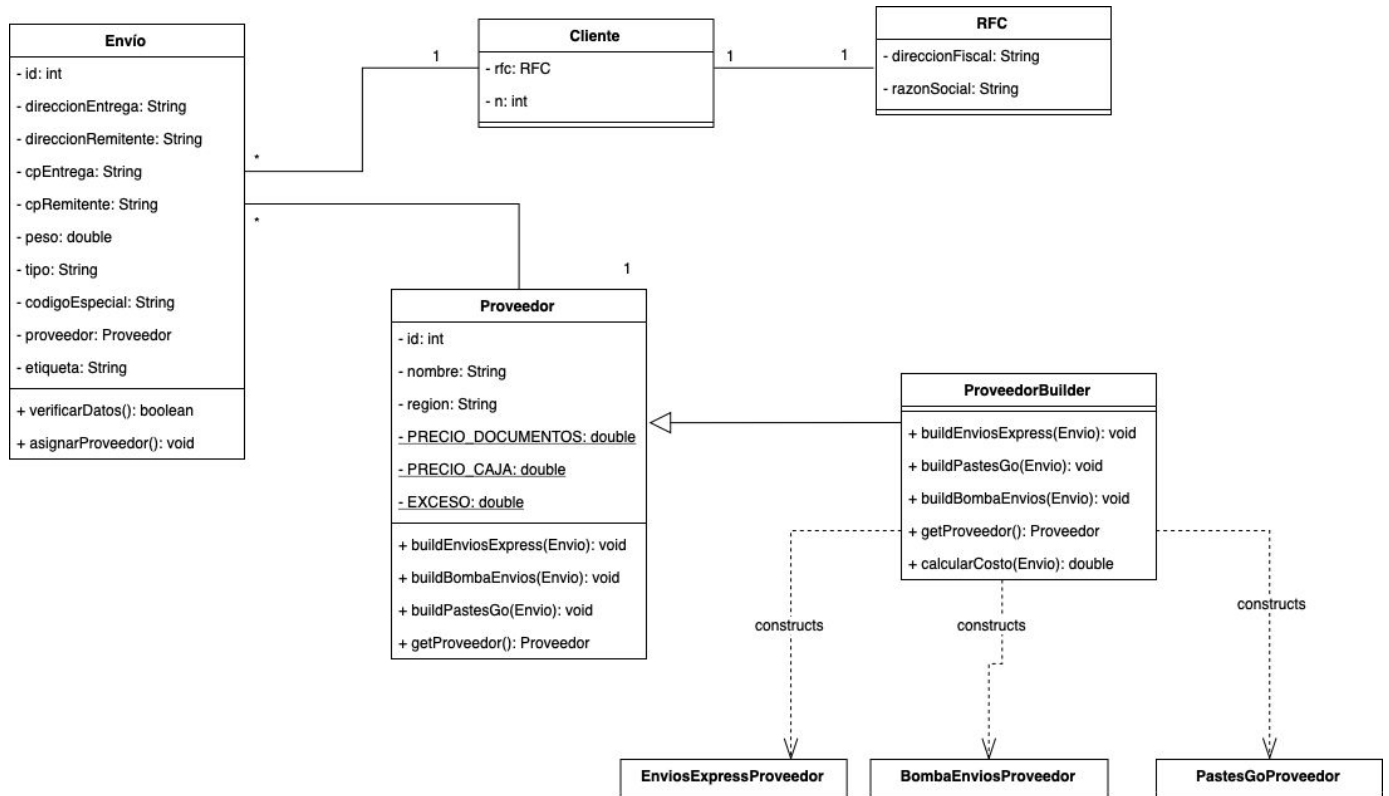 Envío
- id: int
- direccionEntrega: String
- direccionRemitente: String
- cpEntrega: String
- cpRemitente: String
- peso: double
- tipo: String
- codigoEspecial: String
- proveedor: Proveedor
- etiqueta: String
+ verificarDatos(): boolean
+ asignarProveedor(): void
*
1
Cliente
- rfc: RFC
- n: int
1
1
RFC
- direccionFiscal: String
- razonSocial: String
*
1
Proveedor
- id: int
- nombre: String
- region: String
- PRECIO_DOCUMENTOS: double
- PRECIO_CAJA: double
- EXCESO: double
+ buildEnviosExpress(Envio): void
+ buildBombaEnvios(Envio): void
+ buildPastesGo(Envio): void
+ getProveedor(): Proveedor
ProveedorBuilder
+ buildEnviosExpress(Envio): void
+ buildPastesGo(Envio): void
+ buildBombaEnvios(Envio): void
+ getProveedor(): Proveedor
+ calcularCosto(Envio): double
constructs
constructs
constructs
EnviosExpressProveedor
BombaEnviosProveedor
PastesGoProveedor